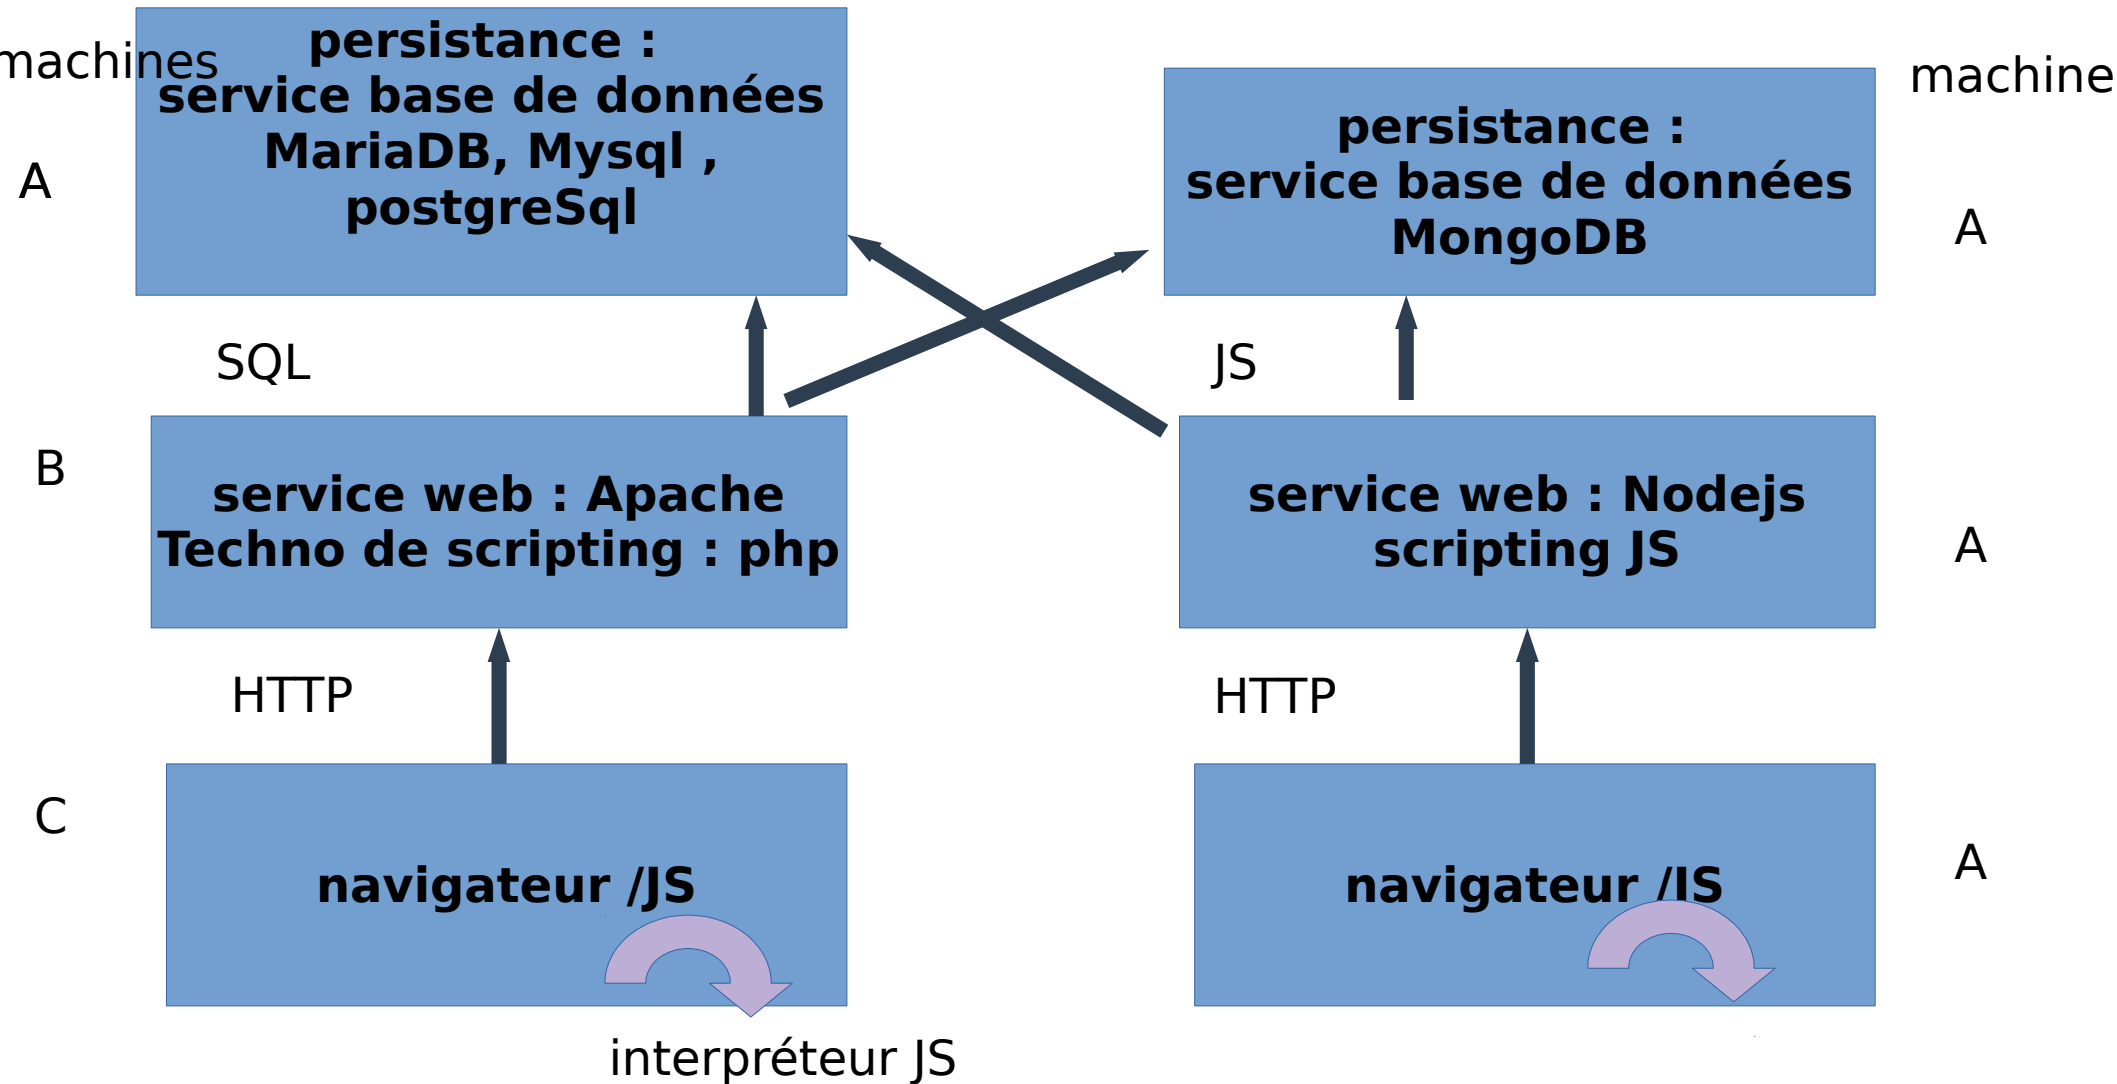 machines
persistance :
service base de données
MariaDB, Mysql ,
postgreSql
A
machine
persistance :
service base de données
MongoDB
A
SQL
JS
B
service web : Apache
Techno de scripting : php
service web : Nodejs
scripting JS
A
HTTP
HTTP
C
navigateur /JS
navigateur /JS
A
interpréteur JS